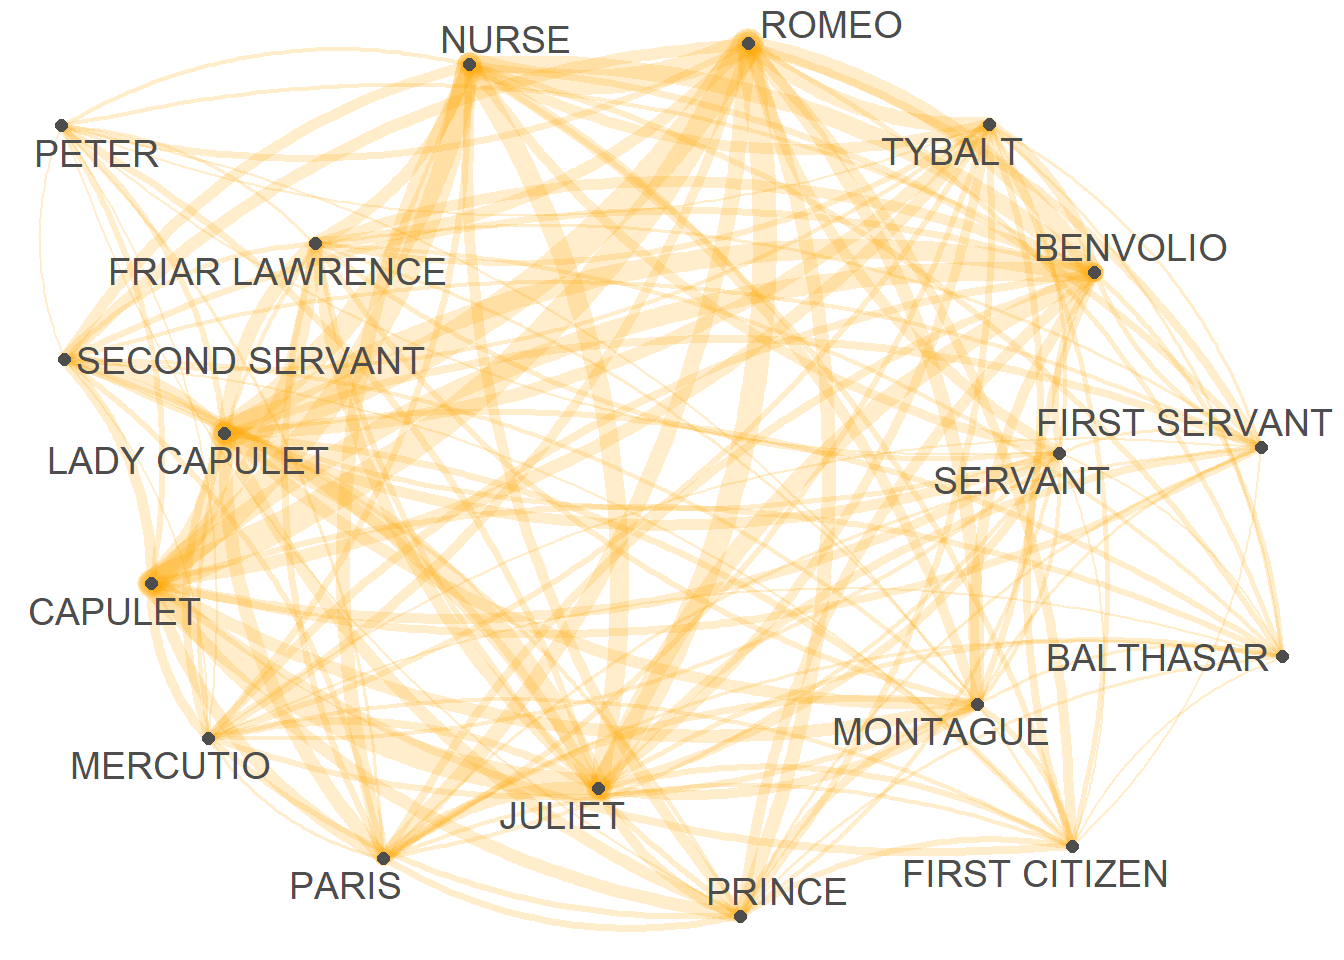 ROMEO
NURSE
PETER
TYBALT
BENVOLIO
FRIAR LAWRENCE
SECOND SERVANT
FIRST SERVANT
LADY CAPULET
SERVANT
CAPULET
BALTHASAR
MONTAGUE
MERCUTIO
JULIET
FIRST CITIZEN
PARIS
PRINCE